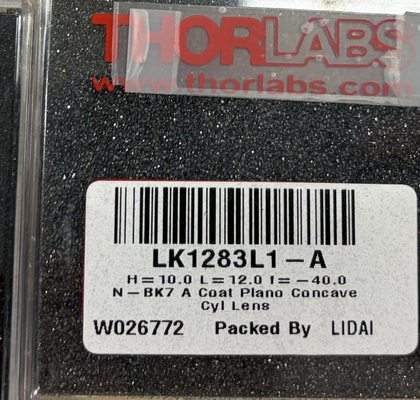 THORLABS
www.thorlabs.com
LK1283L1-A
H=10.0 L=12.0 f=-40.0
N-BK7 A Coat Plano Concave
Cyl Lens
W026772 Packed By LIDAI